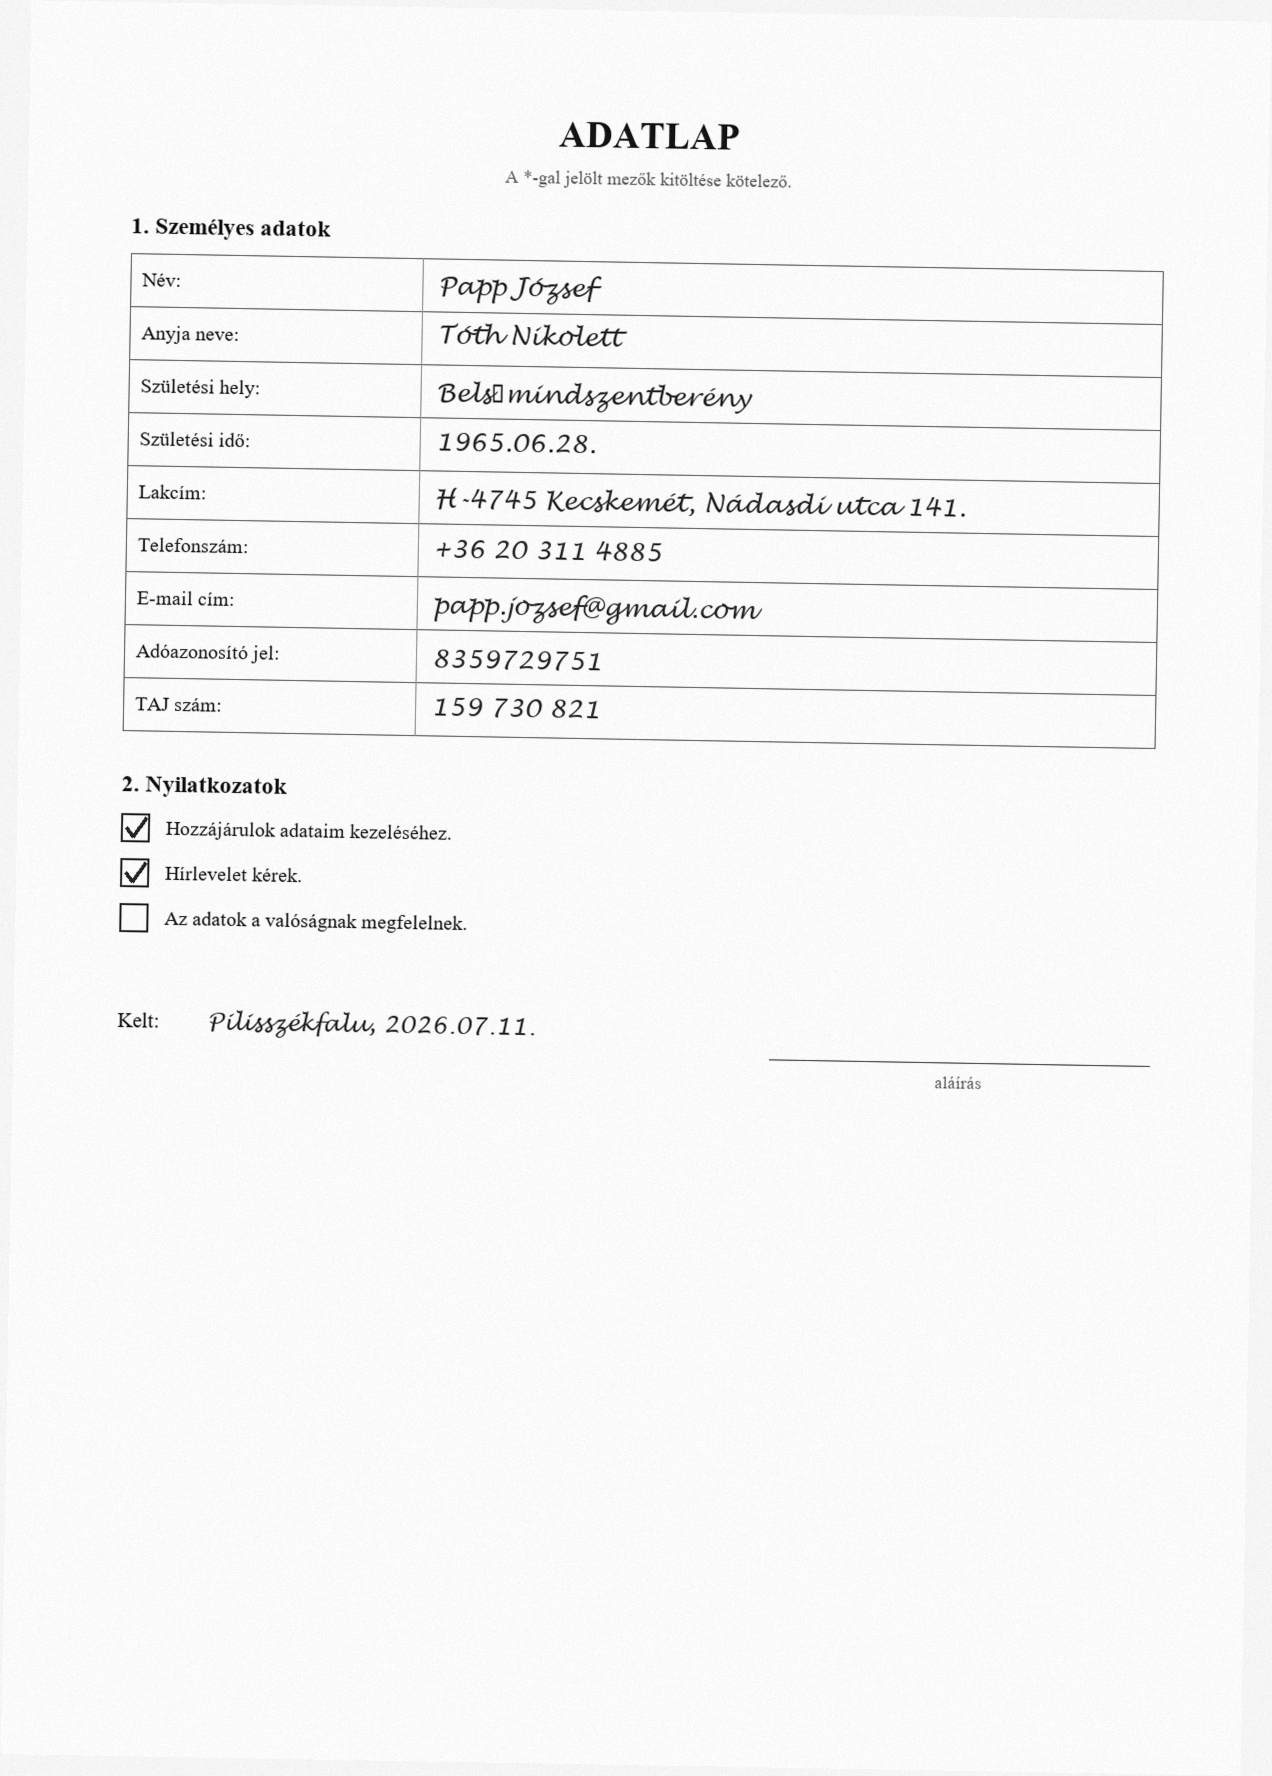 ADATLAP
A *-gal jelölt mezők kitöltése kötelező.
1. Személyes adatok
Név: Papp József
Anyja neve: Tóth Nikolett
Születési hely:
Születési idő: 1965.06.28.
Lakcím: H-4745 Kecskemét, Nádasdi utca 141.
Telefonszám: +36 20 311 4885
E-mail cím: papp.jozsef@gmail.com
Adóazonosító jel: 8359729751
TAJ szám: 159 730 821
2. Nyilatkozatok
Hozzájárulok adataim kezeléséhez.
Hírlevelet kérek.
Az adatok a valóságnak megfelelnek.
Kelt: Pilisszékfalu, 2026.07.11.
aláírás